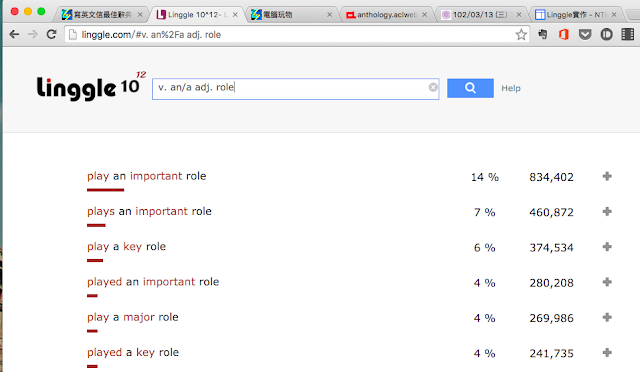 寫英文信最佳辭典
Linggle 10^12- L
電腦玩物
anthology.aclweb
102/03/13 (三)
Linggle實作 - NT
linggle.com/#v. an%2Fa adj. role
Linggle 10 12
v. an/a adj. role
Help
play an important role 14 % 834,402
plays an important role 7 % 460,872
play a key role 6 % 374,534
played an important role 4 % 280,208
play a major role 4 % 269,986
played a key role 4 % 241,735